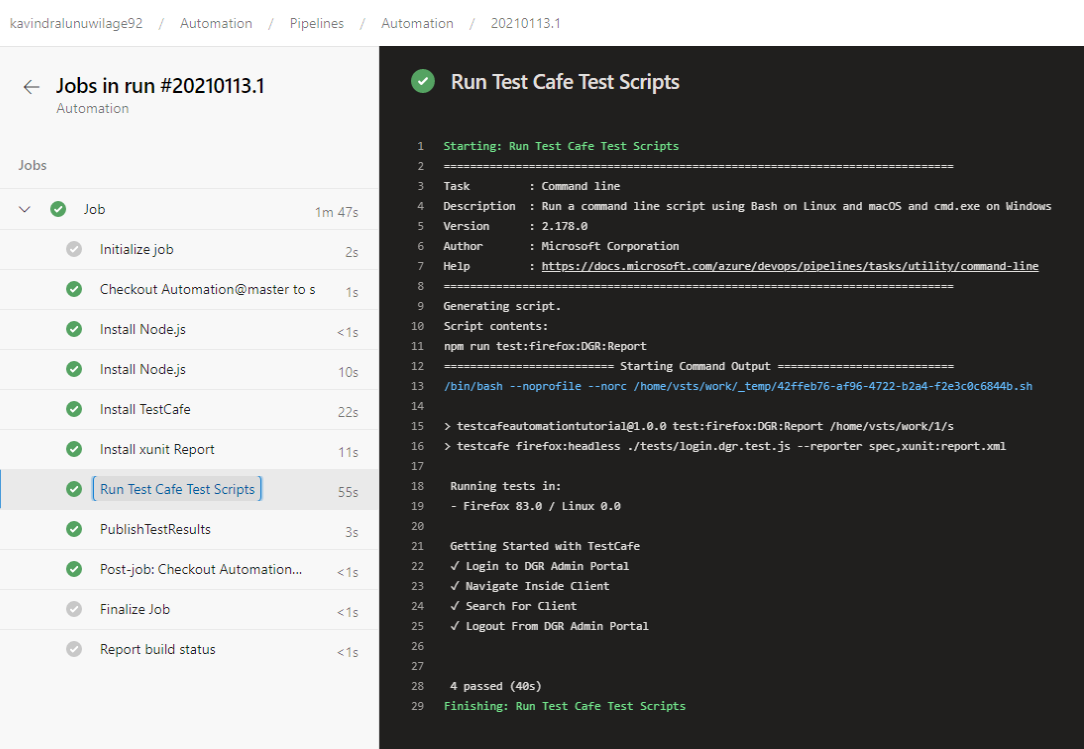 kavindralunuwilage92 / Automation / Pipelines / Automation / 20210113.1
Jobs in run #20210113.1
Automation
Jobs
Job 1m 47s
Initialize job 2s
Checkout Automation@master to s 1s
Install Node.js <1s
Install Node.js 10s
Install TestCafe 22s
Install xunit Report 11s
Run Test Cafe Test Scripts 55s
PublishTestResults 3s
Post-job: Checkout Automation... <1s
Finalize Job <1s
Report build status <1s
Run Test Cafe Test Scripts
1 Starting: Run Test Cafe Test Scripts
2 ==============================================================================
3 Task         : Command line
4 Description  : Run a command line script using Bash on Linux and macOS and cmd.exe on Windows
5 Version      : 2.178.0
6 Author       : Microsoft Corporation
7 Help         : https://docs.microsoft.com/azure/devops/pipelines/tasks/utility/command-line
8 ==============================================================================
9 Generating script.
10 Script contents:
11 npm run test:firefox:DGR:Report
12 ========================== Starting Command Output ===========================
13 /bin/bash --noprofile --norc /home/vsts/work/_temp/42ffeb76-af96-4722-b2a4-f2e3c0c6844b.sh
14
15 > testcafeautomationtutorial@1.0.0 test:firefox:DGR:Report /home/vsts/work/1/s
16 > testcafe firefox:headless ./tests/login.dgr.test.js --reporter spec,xunit:report.xml
17
18 Running tests in:
19 - Firefox 83.0 / Linux 0.0
20
21 Getting Started with TestCafe
22 ✓ Login to DGR Admin Portal
23 ✓ Navigate Inside Client
24 ✓ Search For Client
25 ✓ Logout From DGR Admin Portal
26
27
28 4 passed (40s)
29 Finishing: Run Test Cafe Test Scripts